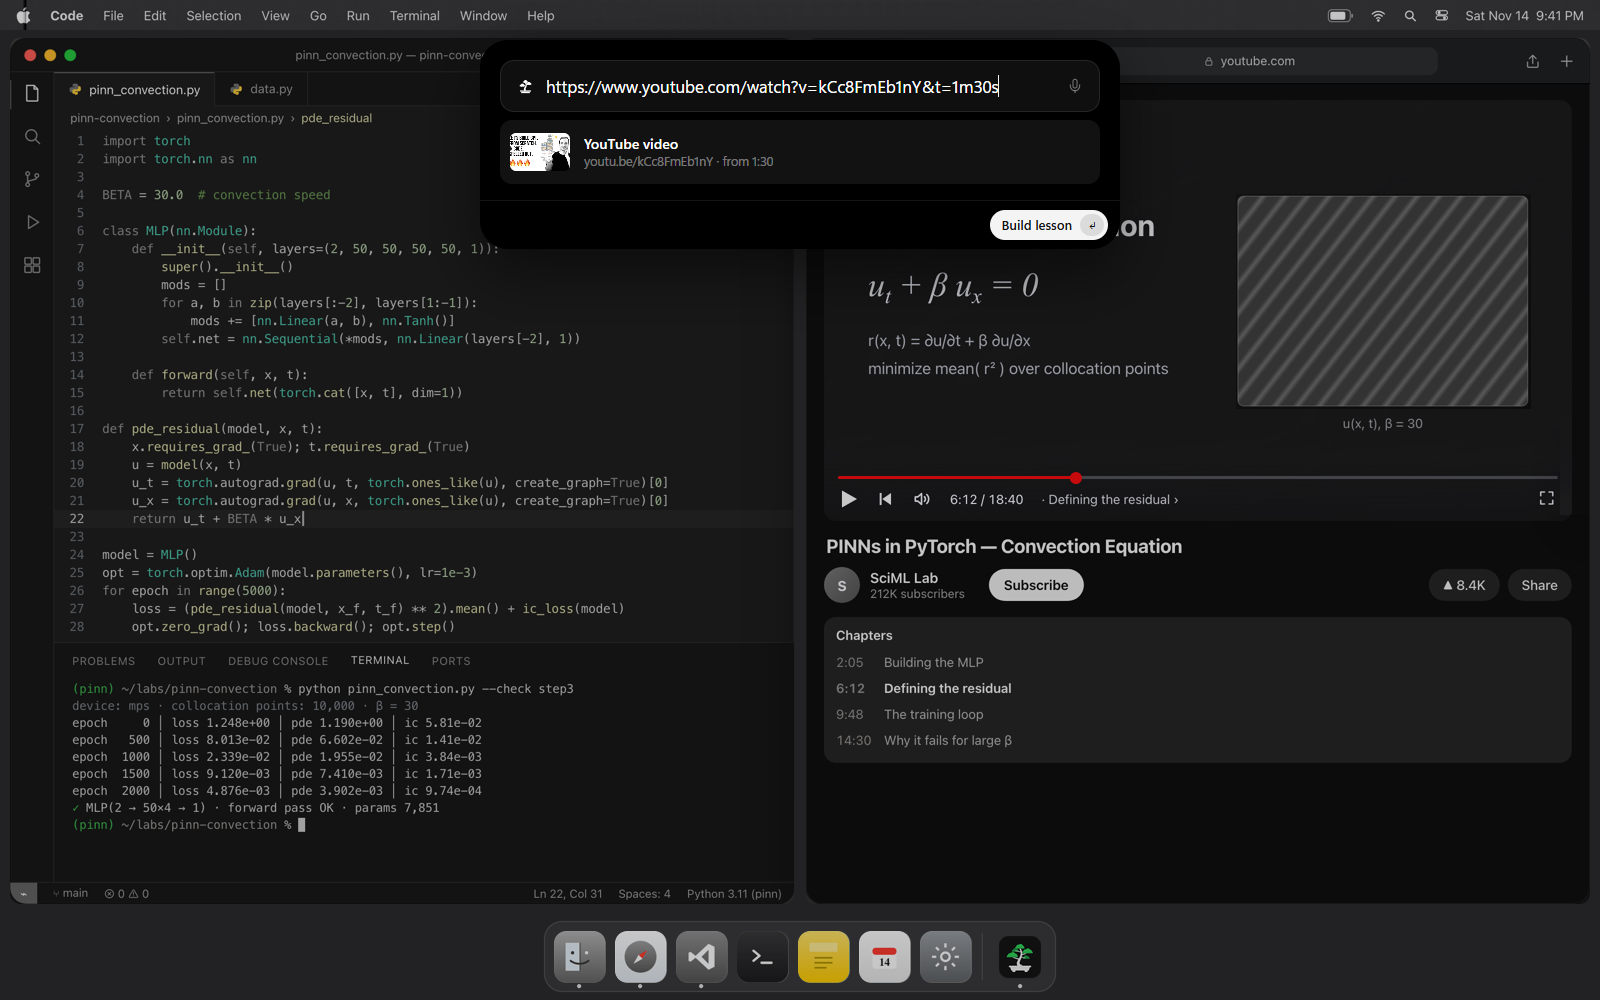 Code File Edit Selection View Go Run Terminal Window Help
Sat Nov 14 9:41 PM
pinn_convection.py — pinn-conve
https://www.youtube.com/watch?v=kCc8FmEb1nY&t=1m30s
YouTube video
youtu.be/kCc8FmEb1nY · from 1:30
Build lesson
pinn_convection.py
data.py
pinn-convection › pinn_convection.py › pde_residual
1 import torch
2 import torch.nn as nn
3
4 BETA = 30.0 # convection speed
5
6 class MLP(nn.Module):
7 def __init__(self, layers=(2, 50, 50, 50, 50, 1)):
8 super().__init__()
9 mods = []
10 for a, b in zip(layers[:-2], layers[1:-1]):
11 mods += [nn.Linear(a, b), nn.Tanh()]
12 self.net = nn.Sequential(*mods, nn.Linear(layers[-2], 1))
13
14 def forward(self, x, t):
15 return self.net(torch.cat([x, t], dim=1))
16
17 def pde_residual(model, x, t):
18 x.requires_grad_(True); t.requires_grad_(True)
19 u = model(x, t)
20 u_t = torch.autograd.grad(u, t, torch.ones_like(u), create_graph=True)[0]
21 u_x = torch.autograd.grad(u, x, torch.ones_like(u), create_graph=True)[0]
22 return u_t + BETA * u_x
23
24 model = MLP()
25 opt = torch.optim.Adam(model.parameters(), lr=1e-3)
26 for epoch in range(5000):
27 loss = (pde_residual(model, x_f, t_f) ** 2).mean() + ic_loss(model)
28 opt.zero_grad(); loss.backward(); opt.step()
PROBLEMS OUTPUT DEBUG CONSOLE TERMINAL PORTS
(pinn) ~/labs/pinn-convection % python pinn_convection.py --check step3
device: mps · collocation points: 10,000 · β = 30
epoch 0 | loss 1.248e+00 | pde 1.190e+00 | ic 5.81e-02
epoch 500 | loss 8.013e-02 | pde 6.602e-02 | ic 1.41e-02
epoch 1000 | loss 2.339e-02 | pde 1.955e-02 | ic 3.84e-03
epoch 1500 | loss 9.120e-03 | pde 7.410e-03 | ic 1.71e-03
epoch 2000 | loss 4.876e-03 | pde 3.902e-03 | ic 9.74e-04
✓ MLP(2 → 50×4 → 1) · forward pass OK · params 7,851
(pinn) ~/labs/pinn-convection %
main 0 0
Ln 22, Col 31 Spaces: 4 Python 3.11 (pinn)
youtube.com
on
u_t + β u_x = 0
r(x, t) = ∂u/∂t + β ∂u/∂x
minimize mean( r² ) over collocation points
u(x, t), β = 30
6:12 / 18:40 · Defining the residual ›
PINNs in PyTorch — Convection Equation
S
SciML Lab
212K subscribers
Subscribe
8.4K
Share
Chapters
2:05 Building the MLP
6:12 Defining the residual
9:48 The training loop
14:30 Why it fails for large β
14